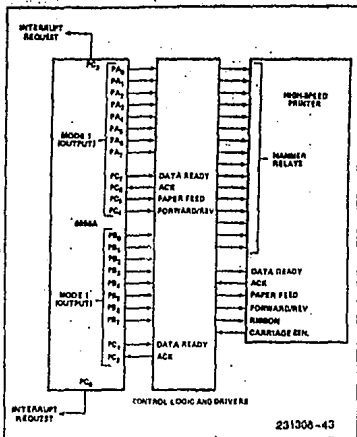 INTERRUPT
REQUEST
PC3
PA0
PA1
PA2
PA3
PA4
PA5
PA6
PA7
MODE 1
(OUTPUT)
HIGH-SPEED
PRINTER
HAMMER
RELAYS
PC7 DATA READY
PC6 ACK
PC5 PAPER FEED
PC4 FORWARD/REV
8255A
PB0
PB1
PB2
PB3
PB4
PB5
PB6
PB7
MODE 1
(OUTPUT)
DATA READY
ACK
PAPER FEED
FORWARD/REV
RIBBON
CARRIAGE SEN.
PC1 DATA READY
PC2 ACK
PC0
CONTROL LOGIC AND DRIVERS
INTERRUPT
REQUEST
231308-43